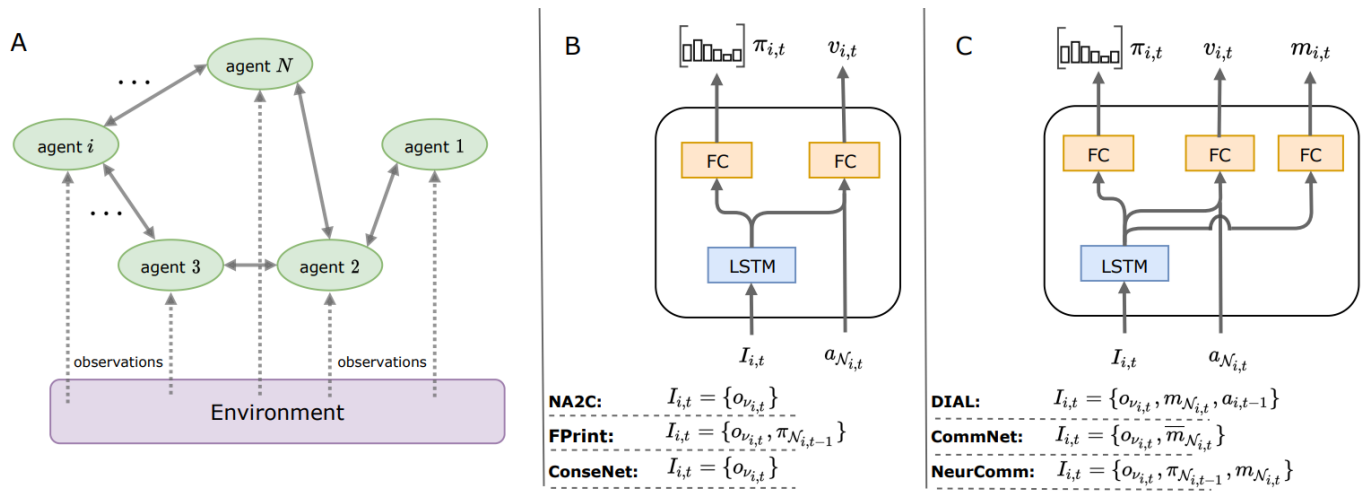 A
agent N
agent i
agent 1
agent 3
agent 2
...
...
observations
observations
Environment
B
π_{i,t}
v_{i,t}
FC
FC
LSTM
I_{i,t}
a_{𝒩_{i,t}}
NA2C: I_{i,t} = {o_{ν_{i,t}}}
FPrint: I_{i,t} = {o_{ν_{i,t}}, π_{𝒩_{i,t-1}}}
ConseNet: I_{i,t} = {o_{ν_{i,t}}}
C
π_{i,t}
v_{i,t}
m_{i,t}
FC
FC
FC
LSTM
I_{i,t}
a_{𝒩_{i,t}}
DIAL: I_{i,t} = {o_{ν_{i,t}}, m_{𝒩_{i,t}}, a_{i,t-1}}
CommNet: I_{i,t} = {o_{ν_{i,t}}, m̅_{𝒩_{i,t}}}
NeurComm: I_{i,t} = {o_{ν_{i,t}}, π_{𝒩_{i,t-1}}, m_{𝒩_{i,t}}}